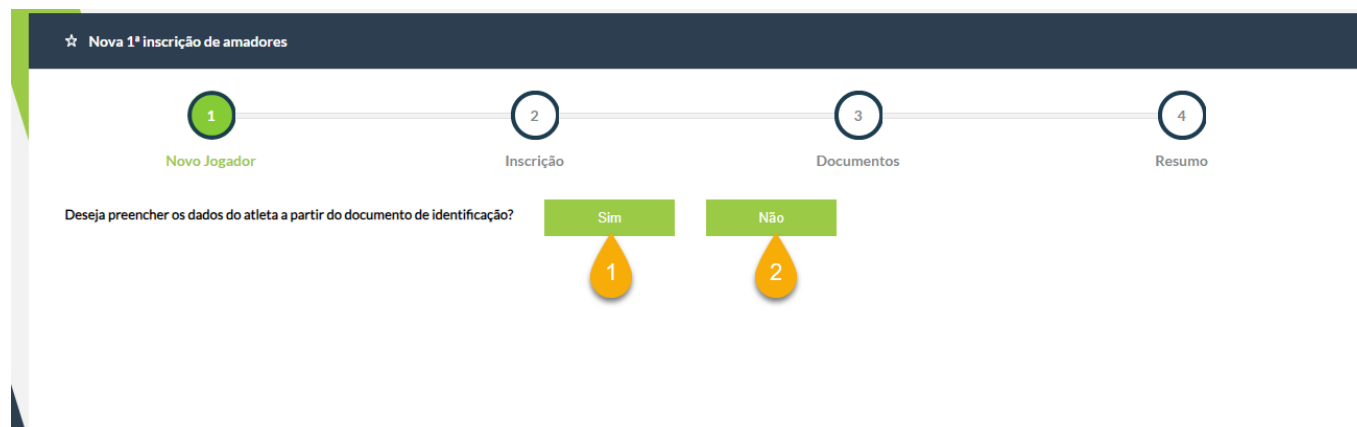 ☆ Nova 1ª inscrição de amadores
1 2 3 4
Novo Jogador Inscrição Documentos Resumo
Deseja preencher os dados do atleta a partir do documento de identificação? Sim Não
1 2